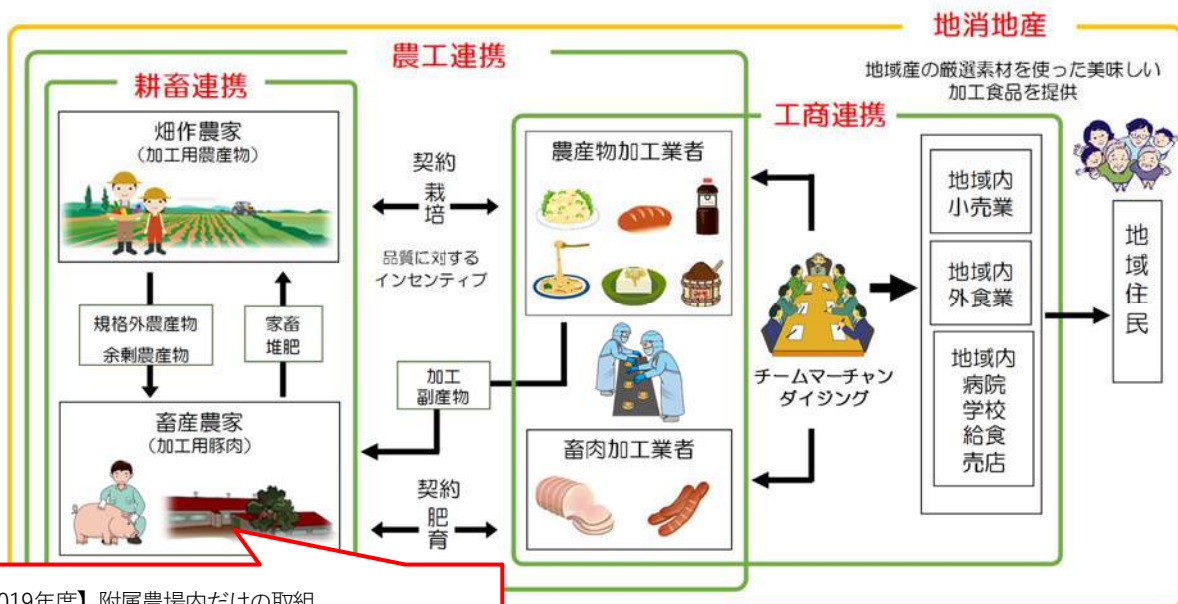 地消地産
農工連携
地域産の厳選素材を使った美味しい
加工食品を提供
耕畜連携
工商連携
畑作農家
（加工用農産物）
契約
栽
培
品質に対する
インセンティブ
農産物加工業者
地域内
小売業
地域内
外食業
地域内
病院
学校
給食
売店
地
域
住
民
規格外農産物
余剰農産物
家畜
堆肥
加工
副産物
チームマーチャン
ダイジング
畜産農家
（加工用豚肉）
契約
肥
育
畜肉加工業者
019年度】附属農場内だけの取組